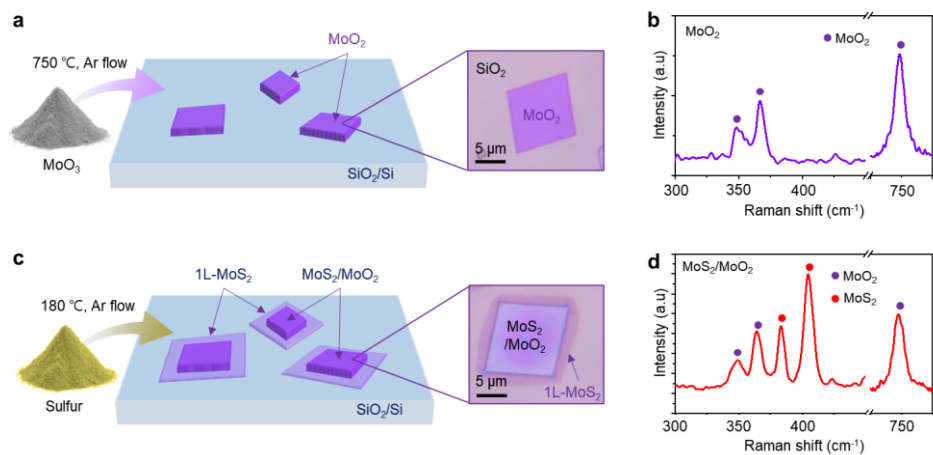 a
MoO₂
750 ℃, Ar flow
MoO₃
SiO₂/Si
SiO₂
MoO₂
5 μm
b
MoO₂
MoO₂
Intensity (a.u)
300 350 400 750
Raman shift (cm⁻¹)
c
1L-MoS₂
MoS₂/MoO₂
180 ℃, Ar flow
Sulfur
SiO₂/Si
MoS₂
/MoO₂
5 μm
1L-MoS₂
d
MoS₂/MoO₂
MoO₂
MoS₂
Intensity (a.u)
300 350 400 750
Raman shift (cm⁻¹)